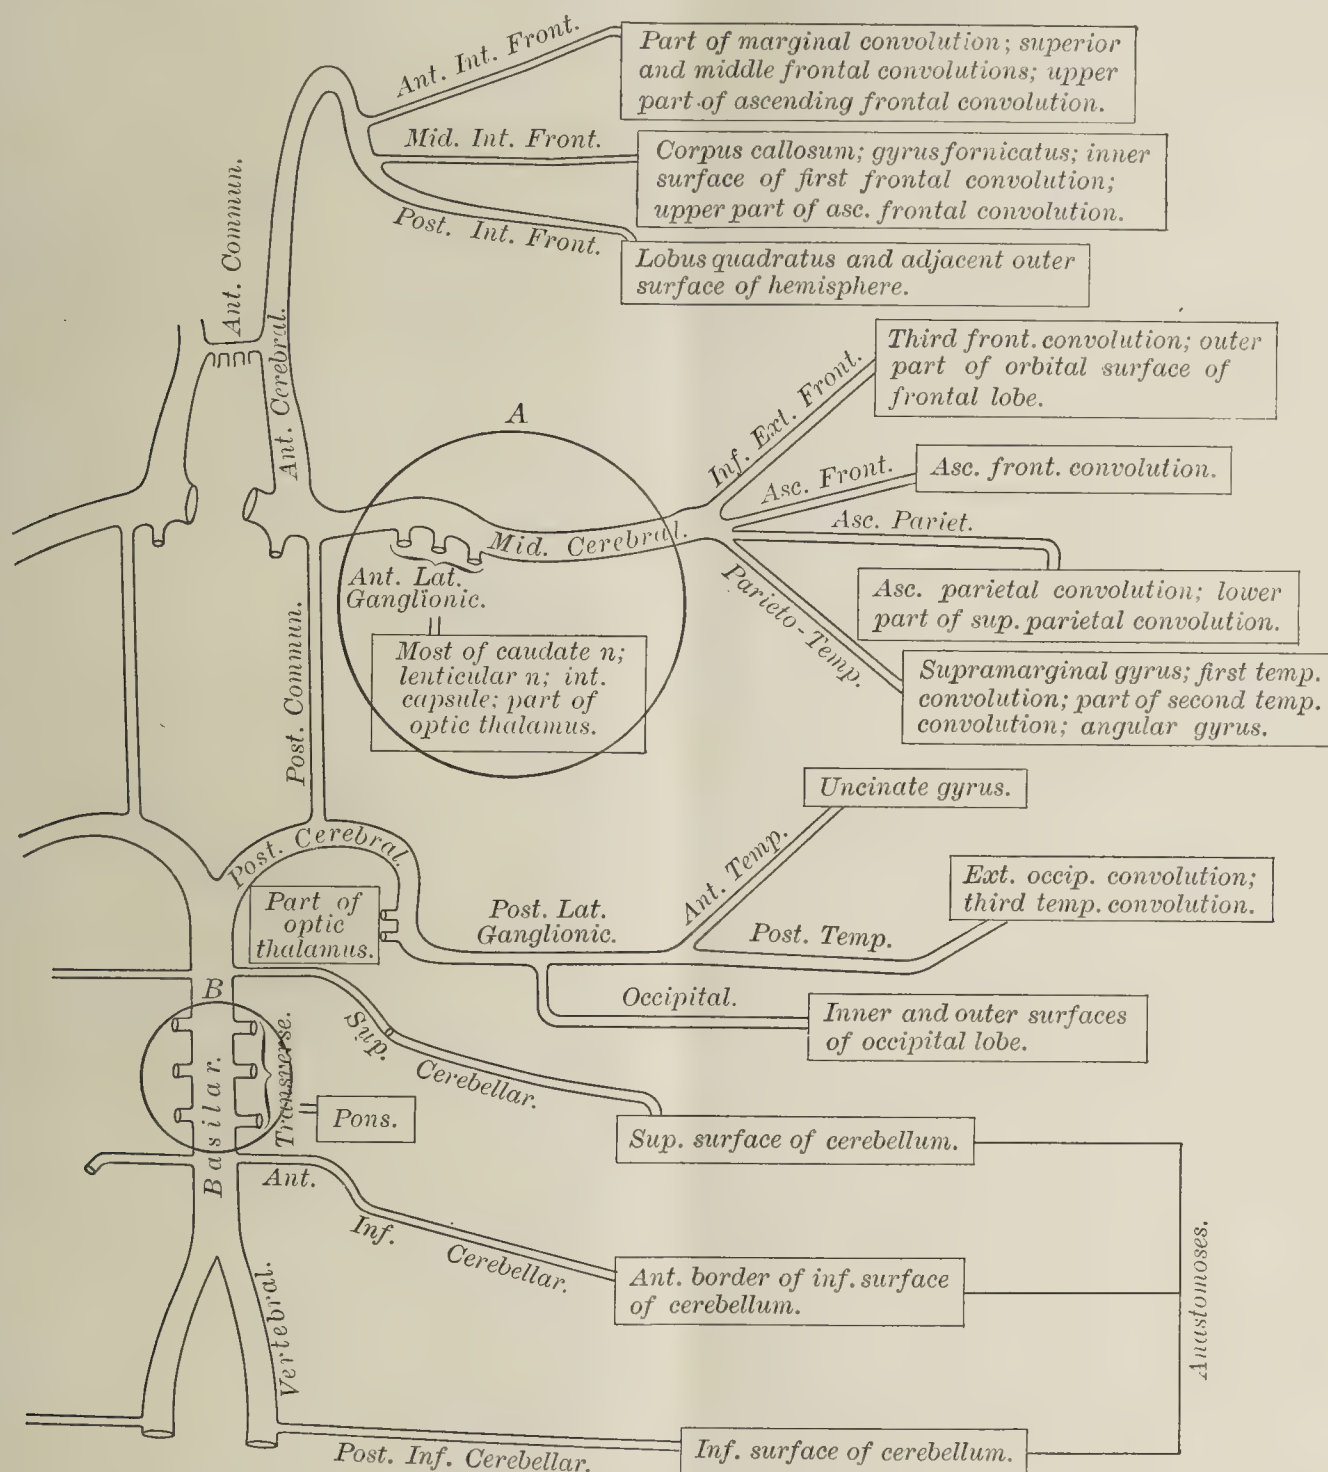 Ant. Int. Front.
Part of marginal convolution; superior
and middle frontal convolutions; upper
part of ascending frontal convolution.
Mid. Int. Front.
Corpus callosum; gyrus fornicatus; inner
surface of first frontal convolution;
upper part of asc. frontal convolution.
Post. Int. Front.
Lobus quadratus and adjacent outer
surface of hemisphere.
Ant. Commun.
Ant. Cerebral.
Inf. Ext. Front.
Third front. convolution; outer
part of orbital surface of
frontal lobe.
A
Asc. Front.
Asc. front. convolution.
Mid. Cerebral.
Asc. Pariet.
Asc. parietal convolution; lower
part of sup. parietal convolution.
Parieto-Temp.
Supramarginal gyrus; first temp.
convolution; part of second temp.
convolution; angular gyrus.
Ant. Lat.
Ganglionic.
Most of caudate n;
lenticular n; int.
capsule; part of
optic thalamus.
Post. Commun.
Post. Cerebral.
Uncinate gyrus.
Ant. Temp.
Part of
optic
thalamus.
Post. Lat.
Ganglionic.
Post. Temp.
Ext. occip. convolution;
third temp. convolution.
Occipital.
Inner and outer surfaces
of occipital lobe.
B
Basilar.
Transverse.
Pons.
Sup. Cerebellar.
Sup. surface of cerebellum.
Ant. Inf. Cerebellar.
Ant. border of inf. surface
of cerebellum.
Anastomoses.
Vertebral.
Post. Inf. Cerebellar.
Inf. surface of cerebellum.